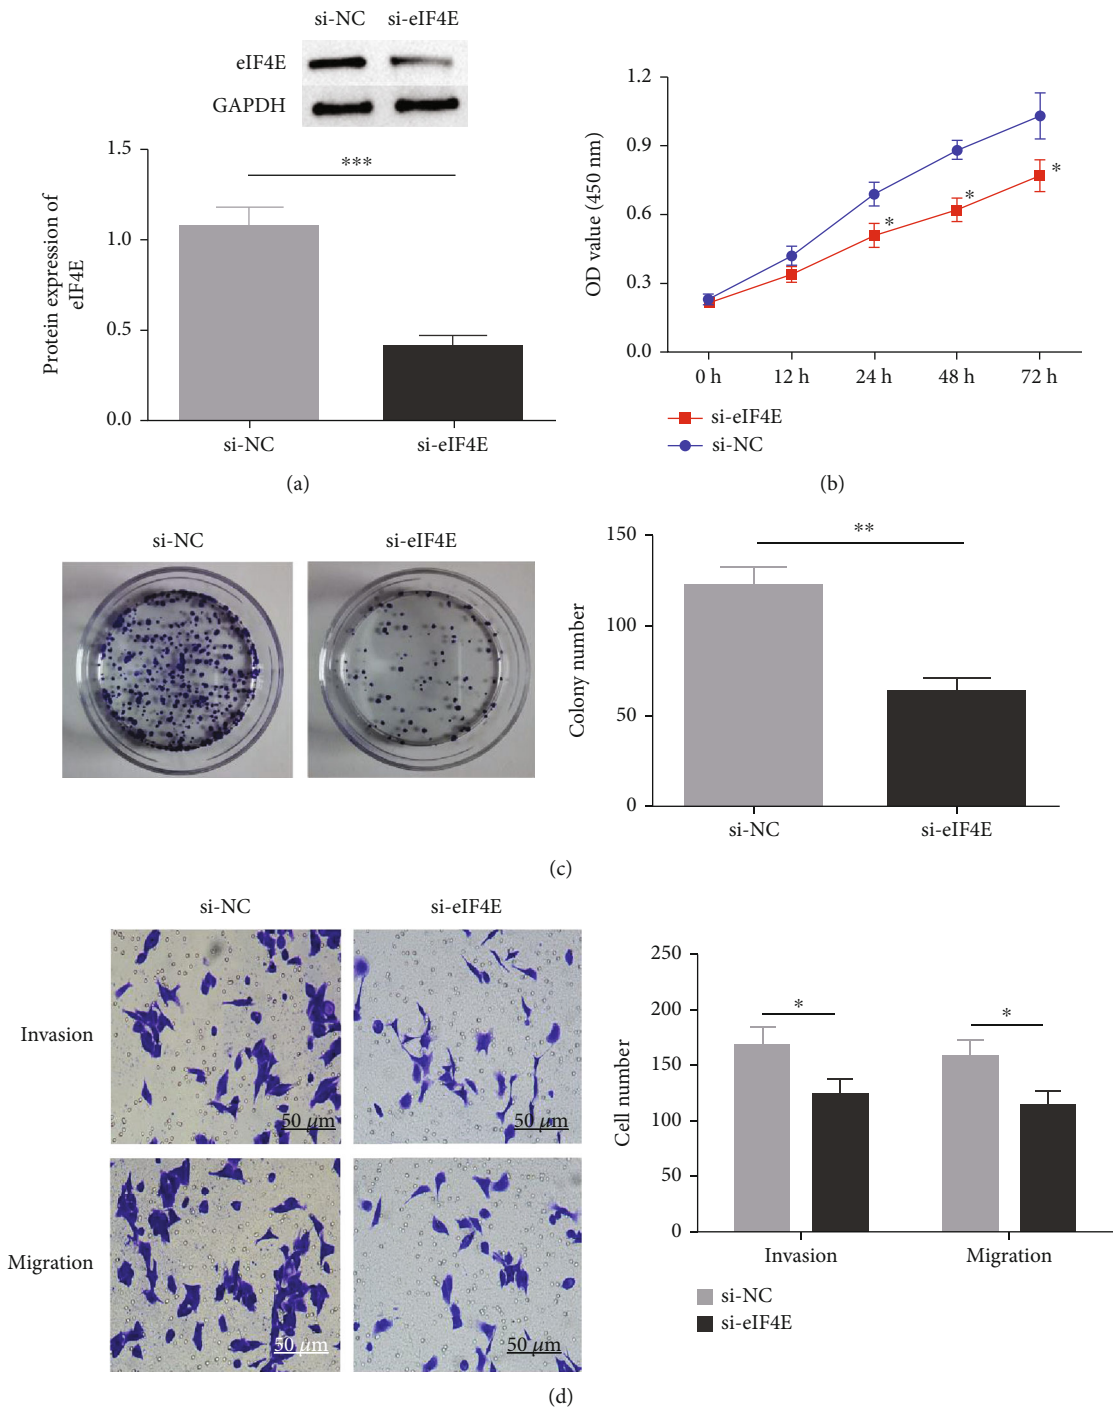 si-NC si-eIF4E
eIF4E
GAPDH
***
1.5
1.0
0.5
0.0
Protein expression of
eIF4E
si-NC si-eIF4E
(a)
1.2
0.9
0.6
0.3
0.0
OD value (450 nm)
* * *
0 h 12 h 24 h 48 h 72 h
si-eIF4E
si-NC
(b)
si-NC si-eIF4E
**
150
100
50
0
Colony number
si-NC si-eIF4E
(c)
si-NC si-eIF4E
Invasion
50 µm 50 µm
Migration
50 µm 50 µm
250
200
150
100
50
0
Cell number
* *
Invasion Migration
si-NC
si-eIF4E
(d)